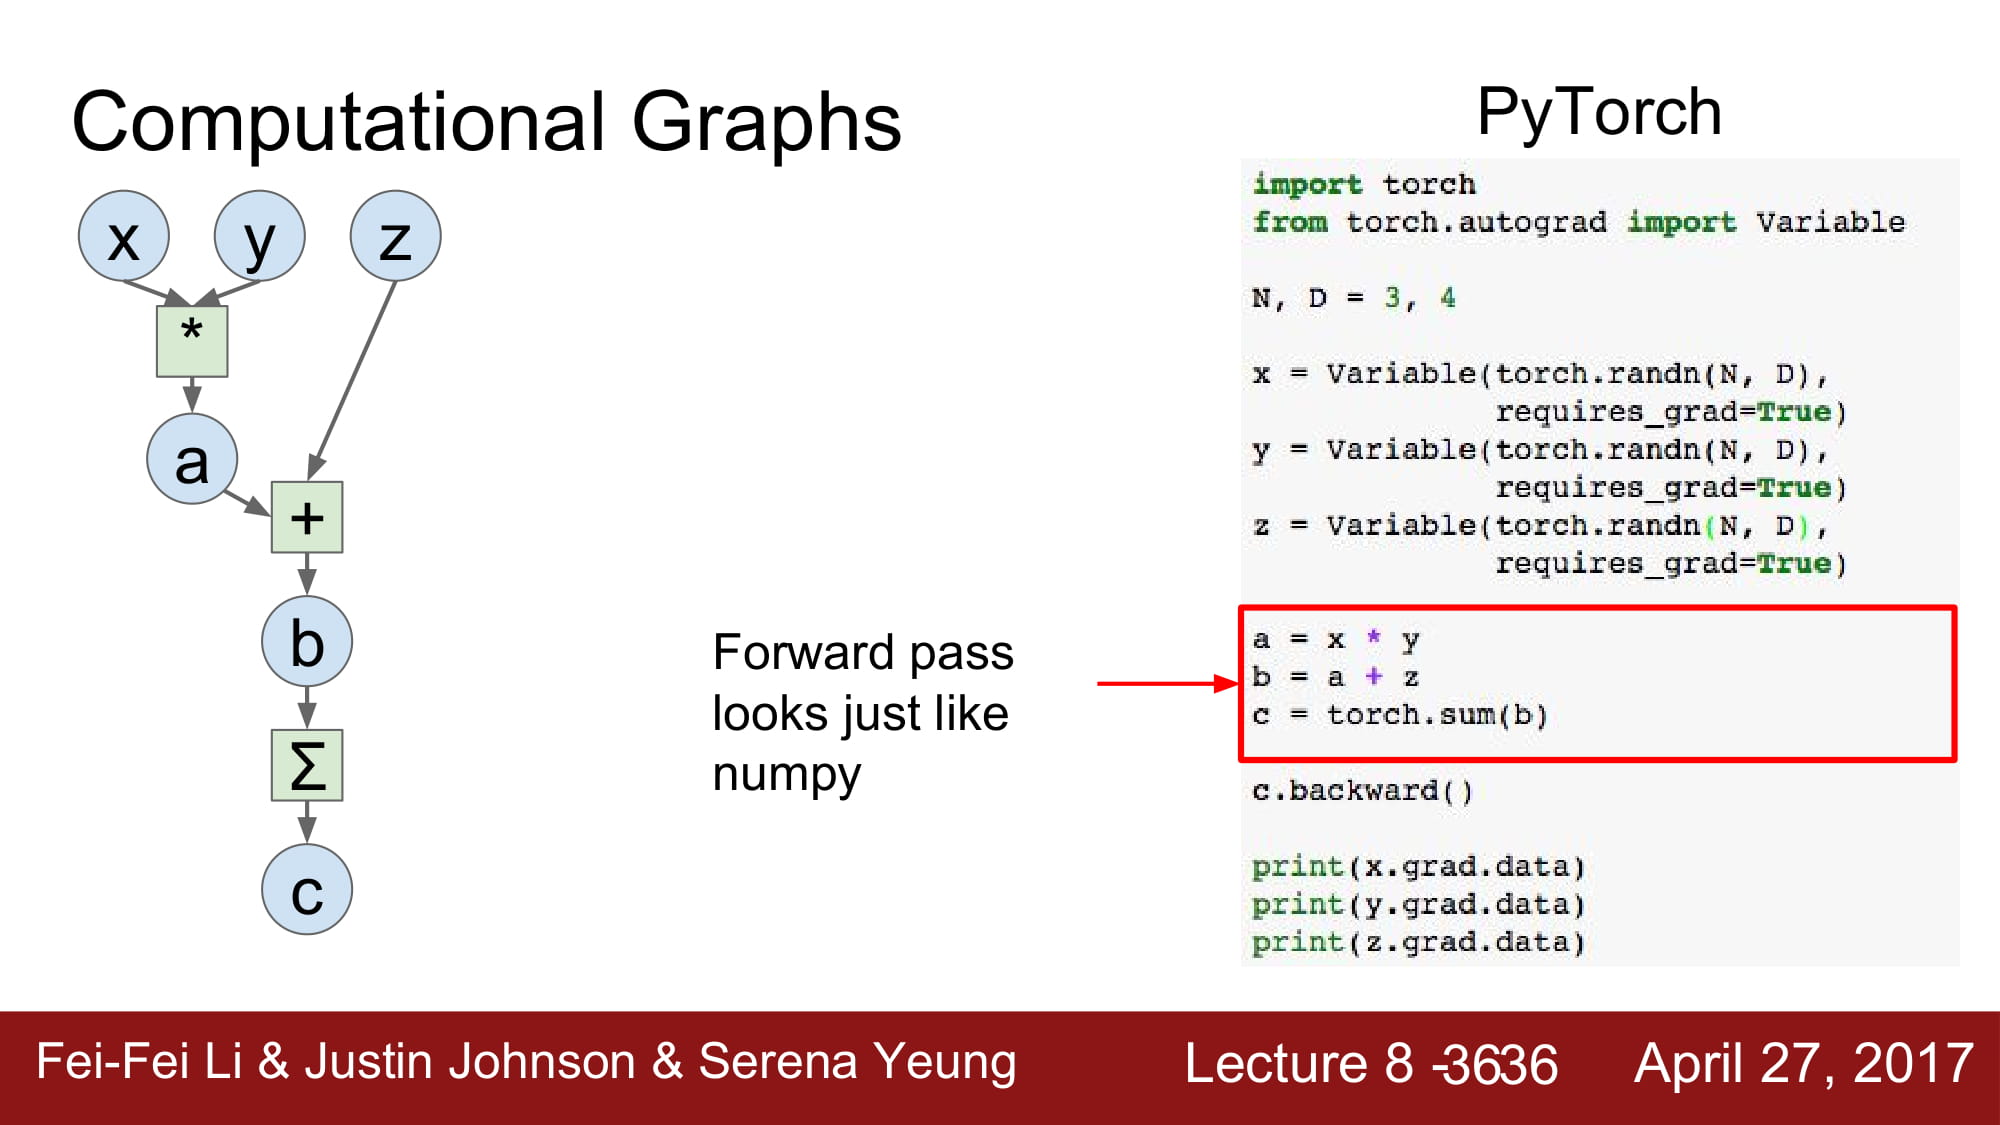 Computational Graphs
x y z
*
a
+
b
Σ
c
Forward pass
looks just like
numpy
PyTorch
import torch
from torch.autograd import Variable
N, D = 3, 4
x = Variable(torch.randn(N, D),
requires_grad=True)
y = Variable(torch.randn(N, D),
requires_grad=True)
z = Variable(torch.randn(N, D),
requires_grad=True)
a = x * y
b = a + z
c = torch.sum(b)
c.backward()
print(x.grad.data)
print(y.grad.data)
print(z.grad.data)
Fei-Fei Li & Justin Johnson & Serena Yeung
Lecture 8 -3636
April 27, 2017